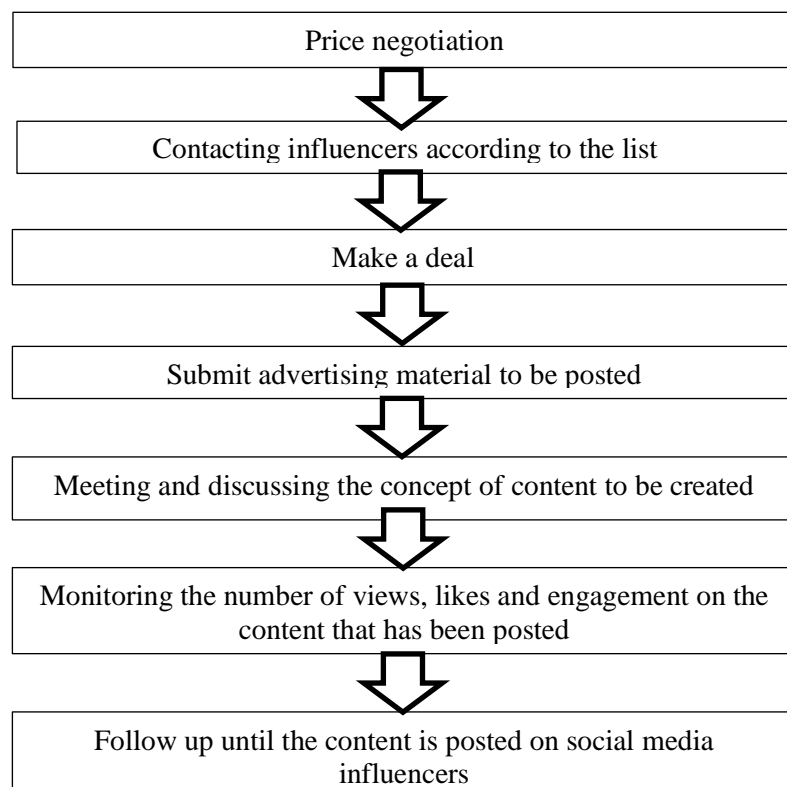 Price negotiation
Contacting influencers according to the list
Make a deal
Submit advertising material to be posted
Meeting and discussing the concept of content to be created
Monitoring the number of views, likes and engagement on the
content that has been posted
Follow up until the content is posted on social media
influencers